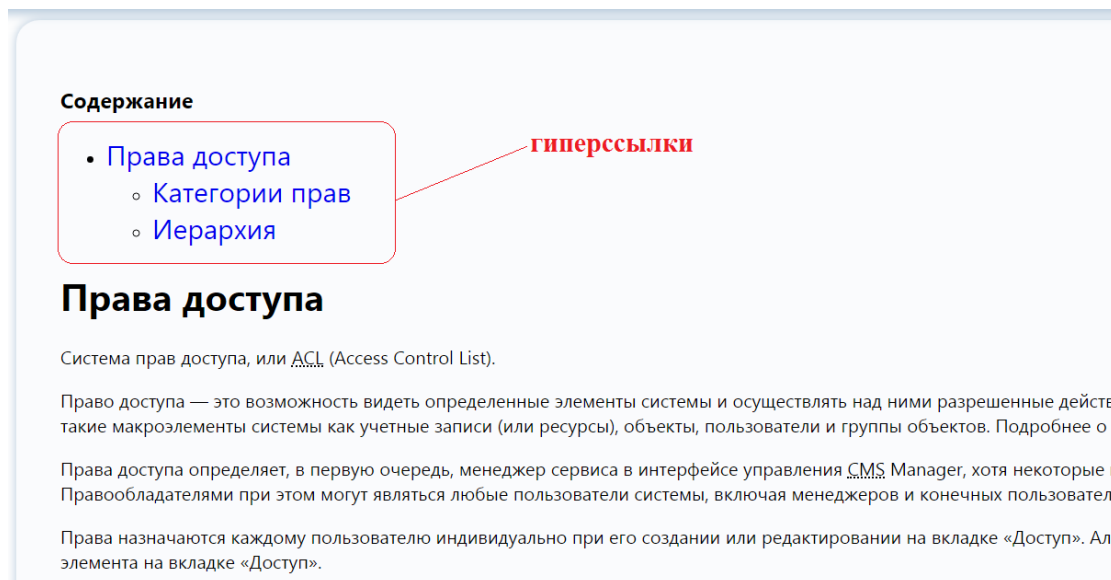 Содержание
гиперссылки
Права доступа
Категории прав
Иерархия
Права доступа
Система прав доступа, или ACL (Access Control List).
Право доступа — это возможность видеть определенные элементы системы и осуществлять над ними разрешенные
такие макроэлементы системы как учетные записи (или ресурсы), объекты, пользователи и группы объектов. Подробнее о
Права доступа определяет, в первую очередь, менеджер сервиса в интерфейсе управления CMS Manager, хотя некоторые
Правообладателями при этом могут являться любые пользователи системы, включая менеджеров и конечных
Права назначаются каждому пользователю индивидуально при его создании или редактировании на вкладке «Доступ».
элемента на вкладке «Доступ».